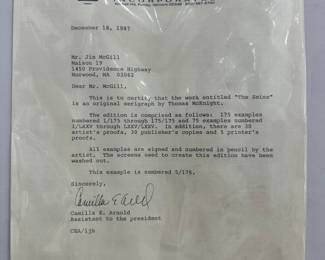 INCORPORATED
December 18, 1987
Mr. Jim McGill
Maison 19
1450 Providence Highway
Norwood, MA 02062
Dear Mr. McGill,
This is to certify that the work entitled "The Seine"
is an original serigraph by Thomas McKnight.
The edition is comprised as follows: 175 examples
numbered 1/175 through 175/175 and 75 examples numbered
I/LXXV through LXXV/LXXV. In addition, there are 30
artist's proofs, 30 publisher's copies and 5 printer's
proofs.
All examples are signed and numbered in pencil by the
artist. The screens used to create this edition have been
washed out.
This example is numbered 5/175.
Sincerely,
Camilla E Arnold
Camilla E. Arnold
Assistant to the president
CEA/ijh